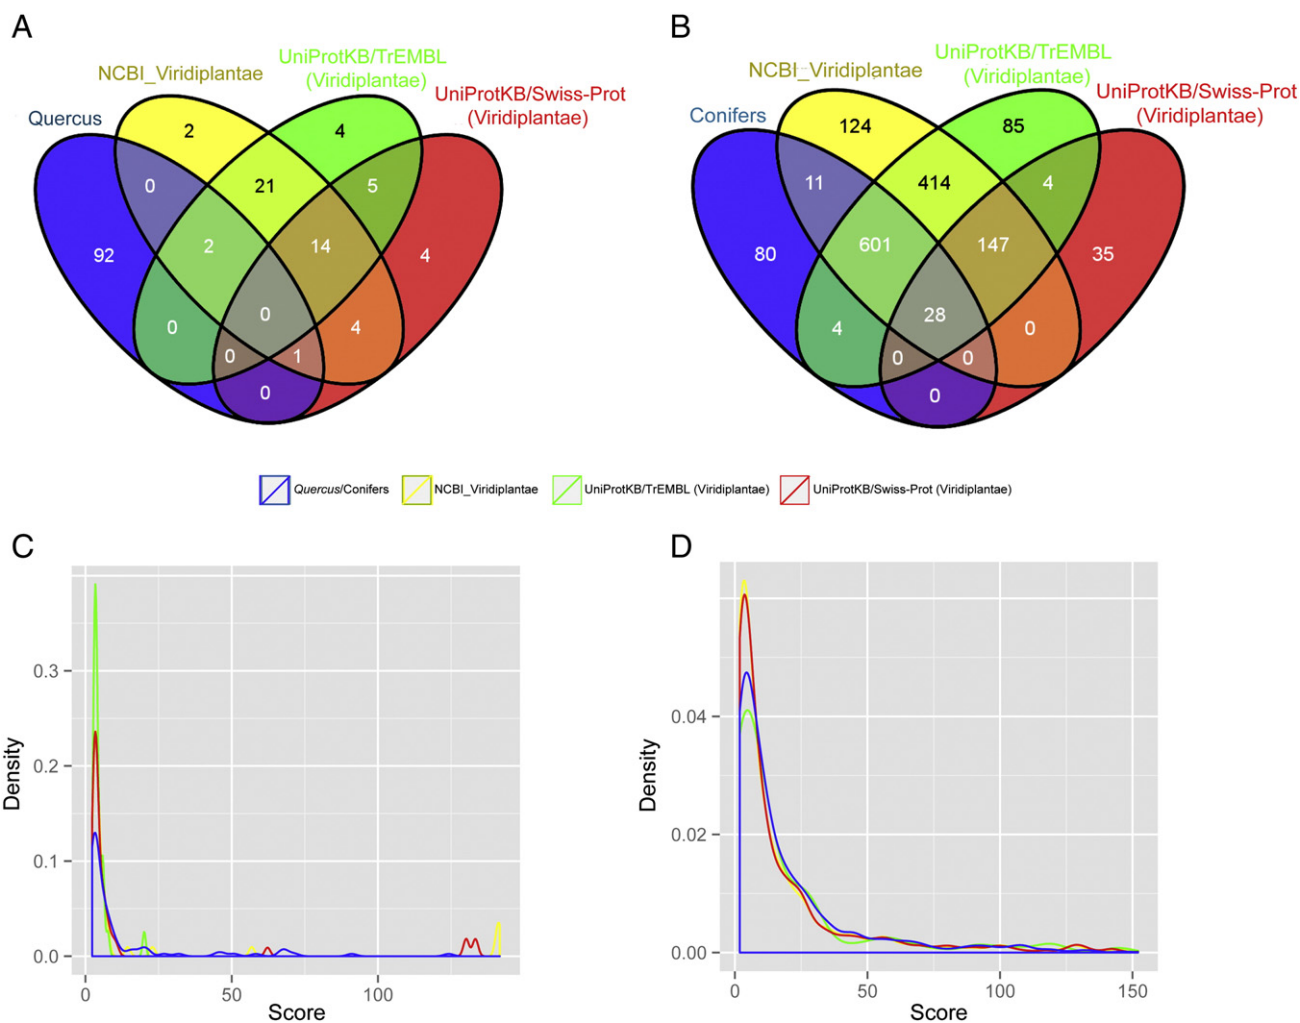 A
B
UniProtKB/TrEMBL
(Viridiplantae)
NCBI_Viridiplantae
UniProtKB/Swiss-Prot
(Viridiplantae)
Quercus
2
4
0
21
5
92
2
14
4
0
0
4
0
1
0
UniProtKB/TrEMBL
(Viridiplantae)
NCBI_Viridiplantae
UniProtKB/Swiss-Prot
(Viridiplantae)
Conifers
124
85
11
414
4
80
601
147
35
4
28
0
0
0
0
Quercus/Conifers NCBI_Viridiplantae UniProtKB/TrEMBL (Viridiplantae) UniProtKB/Swiss-Prot (Viridiplantae)
C
Density
0.3
0.2
0.1
0.0
0 50 100
Score
D
Density
0.04
0.02
0.00
0 50 100 150
Score